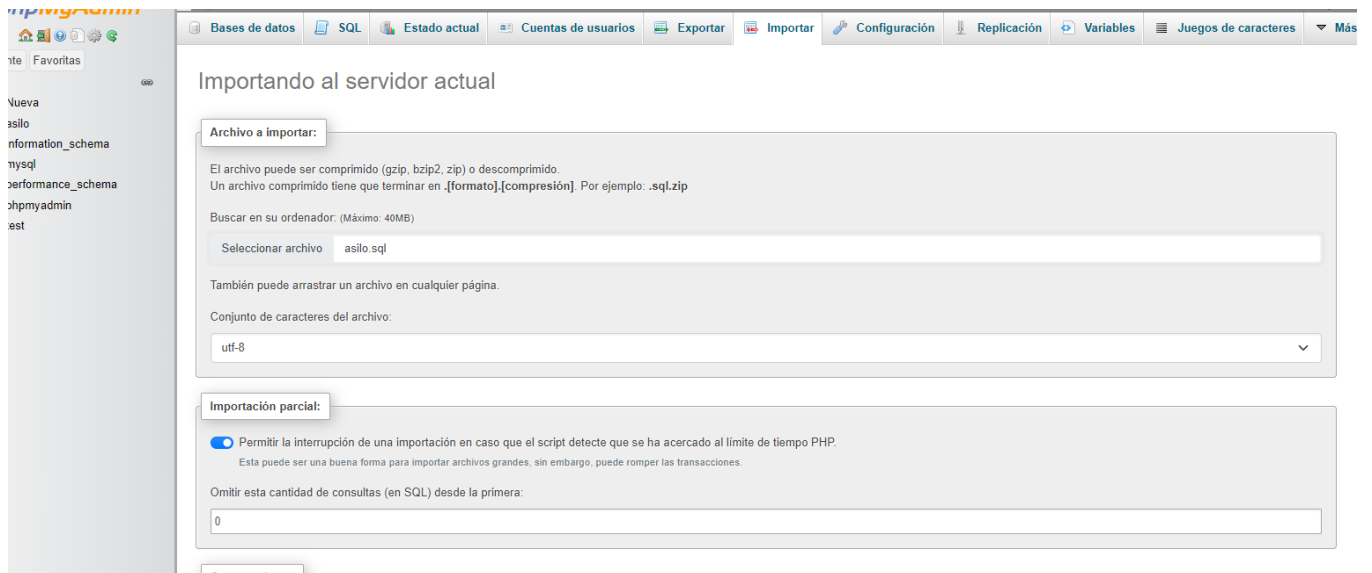 phpMyAdmin
Bases de datos SQL Estado actual Cuentas de usuarios Exportar Importar Configuración Replicación Variables Juegos de caracteres Más
nte Favoritas
Nueva
asilo
information_schema
mysql
performance_schema
phpmyadmin
test
Importando al servidor actual
Archivo a importar:
El archivo puede ser comprimido (gzip, bzip2, zip) o descomprimido.
Un archivo comprimido tiene que terminar en .[formato].[compresión]. Por ejemplo: .sql.zip
Buscar en su ordenador: (Máximo: 40MB)
Seleccionar archivo asilo.sql
También puede arrastrar un archivo en cualquier página.
Conjunto de caracteres del archivo:
utf-8
Importación parcial:
Permitir la interrupción de una importación en caso que el script detecte que se ha acercado al límite de tiempo PHP.
Esta puede ser una buena forma para importar archivos grandes, sin embargo, puede romper las transacciones.
Omitir esta cantidad de consultas (en SQL) desde la primera:
0